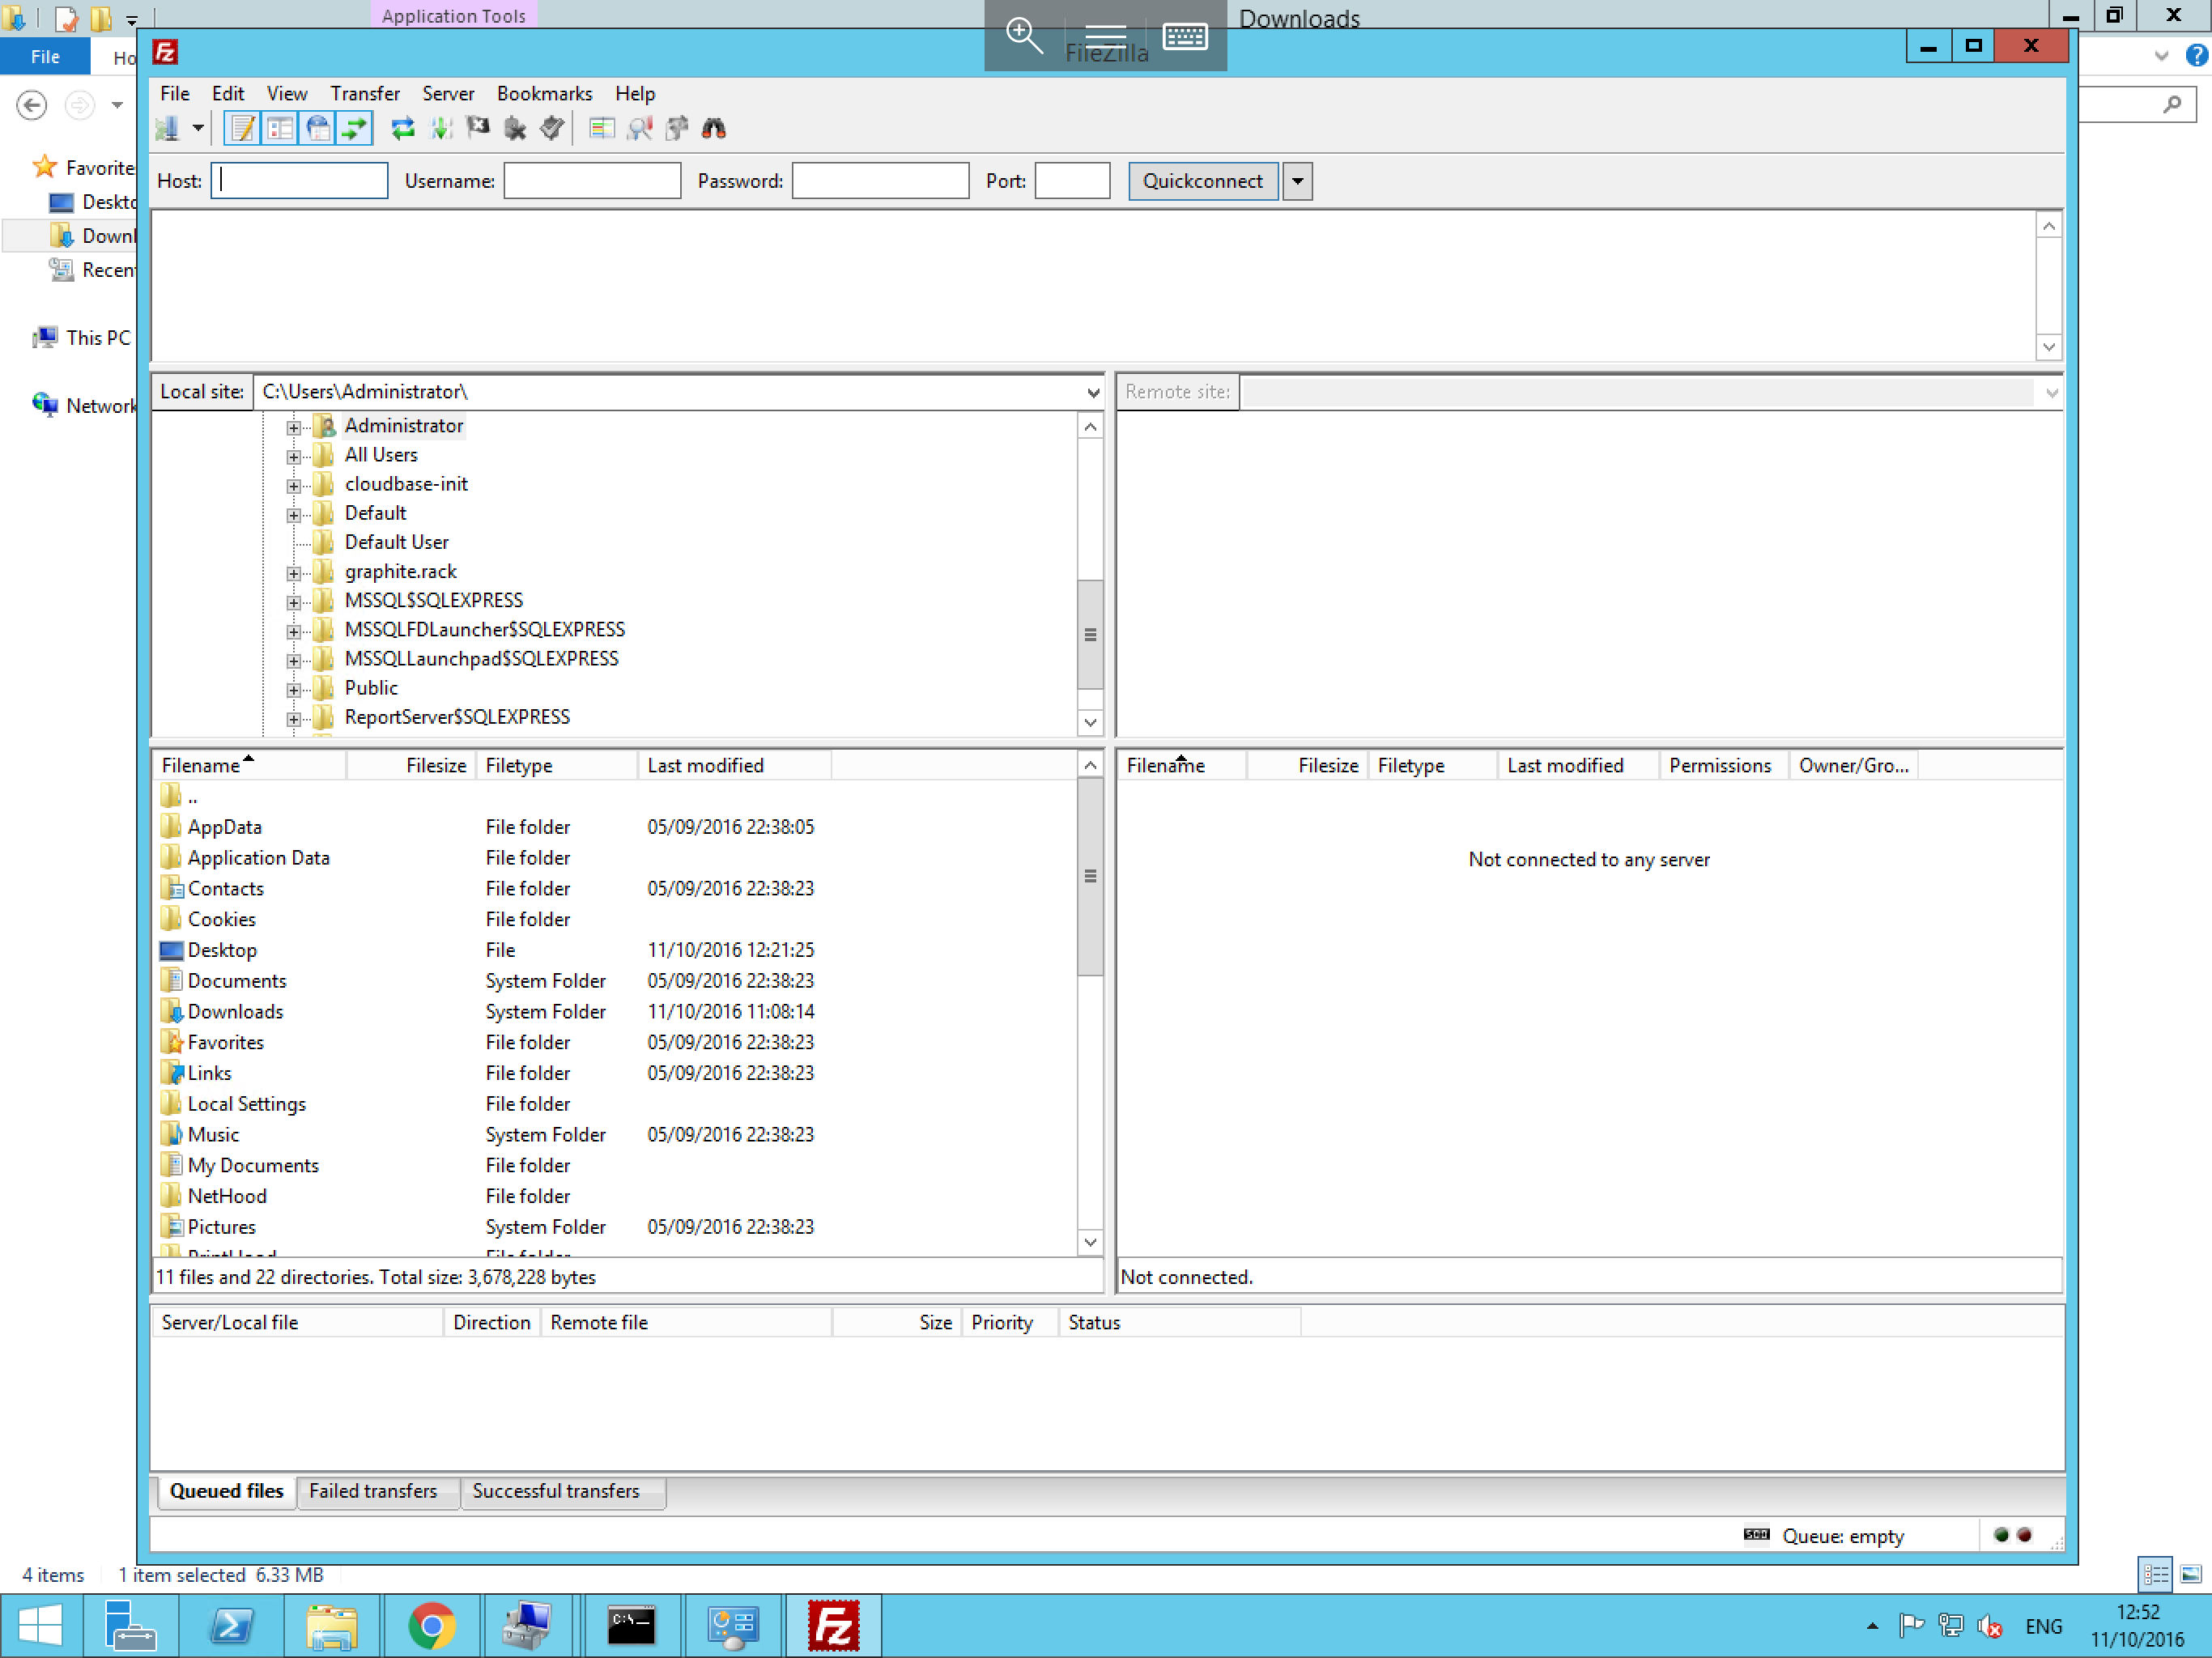 Application Tools
Downloads
File
Ho
FileZilla
File Edit View Transfer Server Bookmarks Help
Host: Username: Password: Port: Quickconnect
Favorite
Deskto
Downl
Recen
This PC
Network
Local site: C:\Users\Administrator\
Remote site:
Administrator
All Users
cloudbase-init
Default
Default User
graphite.rack
MSSQL$SQLEXPRESS
MSSQLFDLauncher$SQLEXPRESS
MSSQLLaunchpad$SQLEXPRESS
Public
ReportServer$SQLEXPRESS
Filename Filesize Filetype Last modified
..
AppData File folder 05/09/2016 22:38:05
Application Data File folder
Contacts File folder 05/09/2016 22:38:23
Cookies File folder
Desktop File 11/10/2016 12:21:25
Documents System Folder 05/09/2016 22:38:23
Downloads System Folder 11/10/2016 11:08:14
Favorites File folder 05/09/2016 22:38:23
Links File folder 05/09/2016 22:38:23
Local Settings File folder
Music System Folder 05/09/2016 22:38:23
My Documents File folder
NetHood File folder
Pictures System Folder 05/09/2016 22:38:23
PrintHood File folder
11 files and 22 directories. Total size: 3,678,228 bytes
Filename Filesize Filetype Last modified Permissions Owner/Gro...
Not connected to any server
Not connected.
Server/Local file Direction Remote file Size Priority Status
Queued files Failed transfers Successful transfers
Queue: empty
4 items 1 item selected 6.33 MB
C:\_
Fz
ENG
12:52
11/10/2016